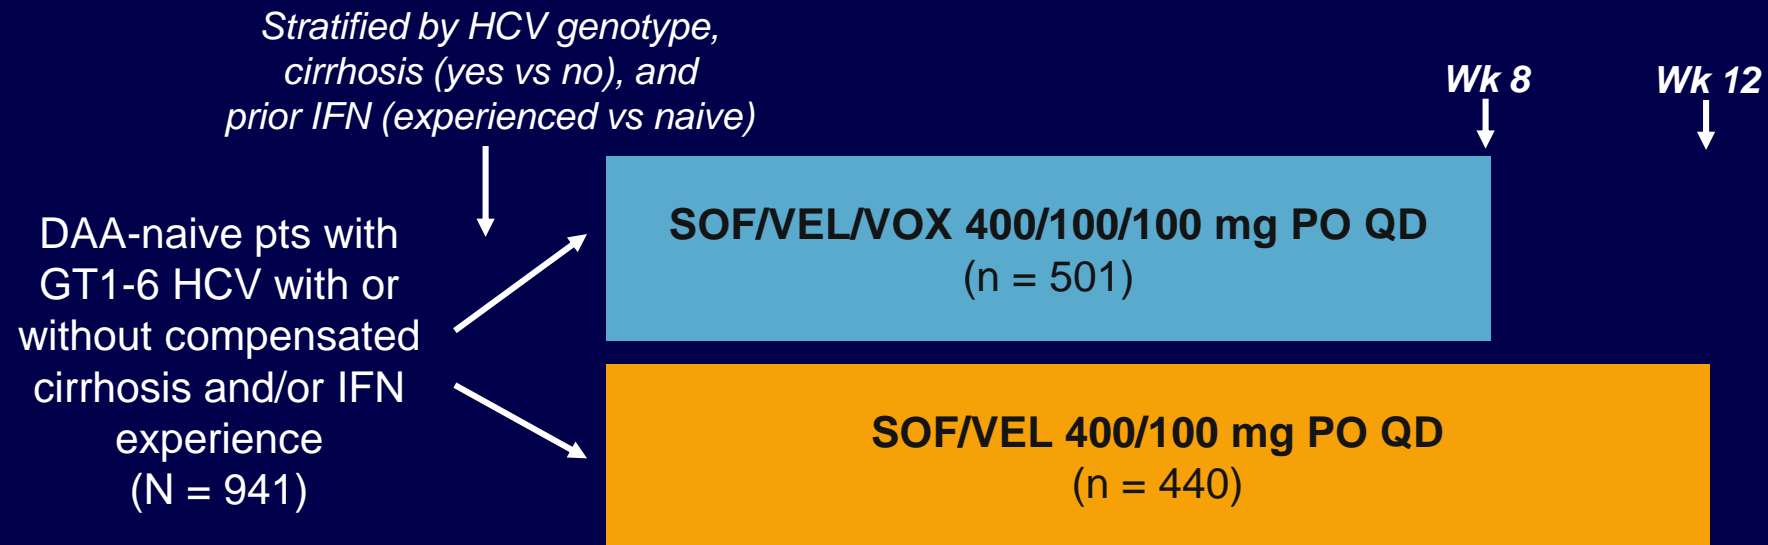 Stratified by HCV genotype,
cirrhosis (yes vs no), and
prior IFN (experienced vs naive)
Wk 8
Wk 12
DAA-naive pts with
GT1-6 HCV with or
without compensated
cirrhosis and/or IFN
experience
(N = 941)
SOF/VEL/VOX 400/100/100 mg PO QD
(n = 501)
SOF/VEL 400/100 mg PO QD
(n = 440)